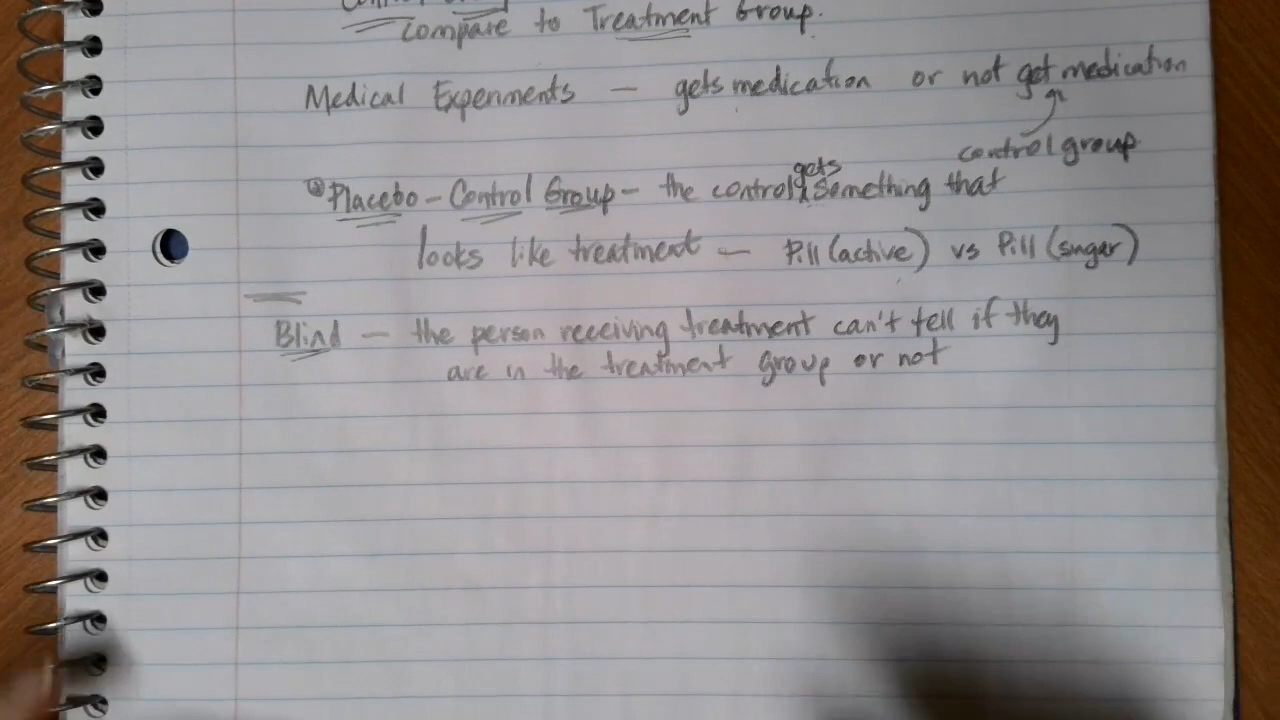 Control
Compare to Treatment Group.
Medical Experiments — gets medication or not get medication
control group
Placebo - Control Group - the control gets something that
looks like treatment — Pill (active) vs Pill (sugar)
Blind — the person receiving treatment can't tell if they
are in the treatment group or not